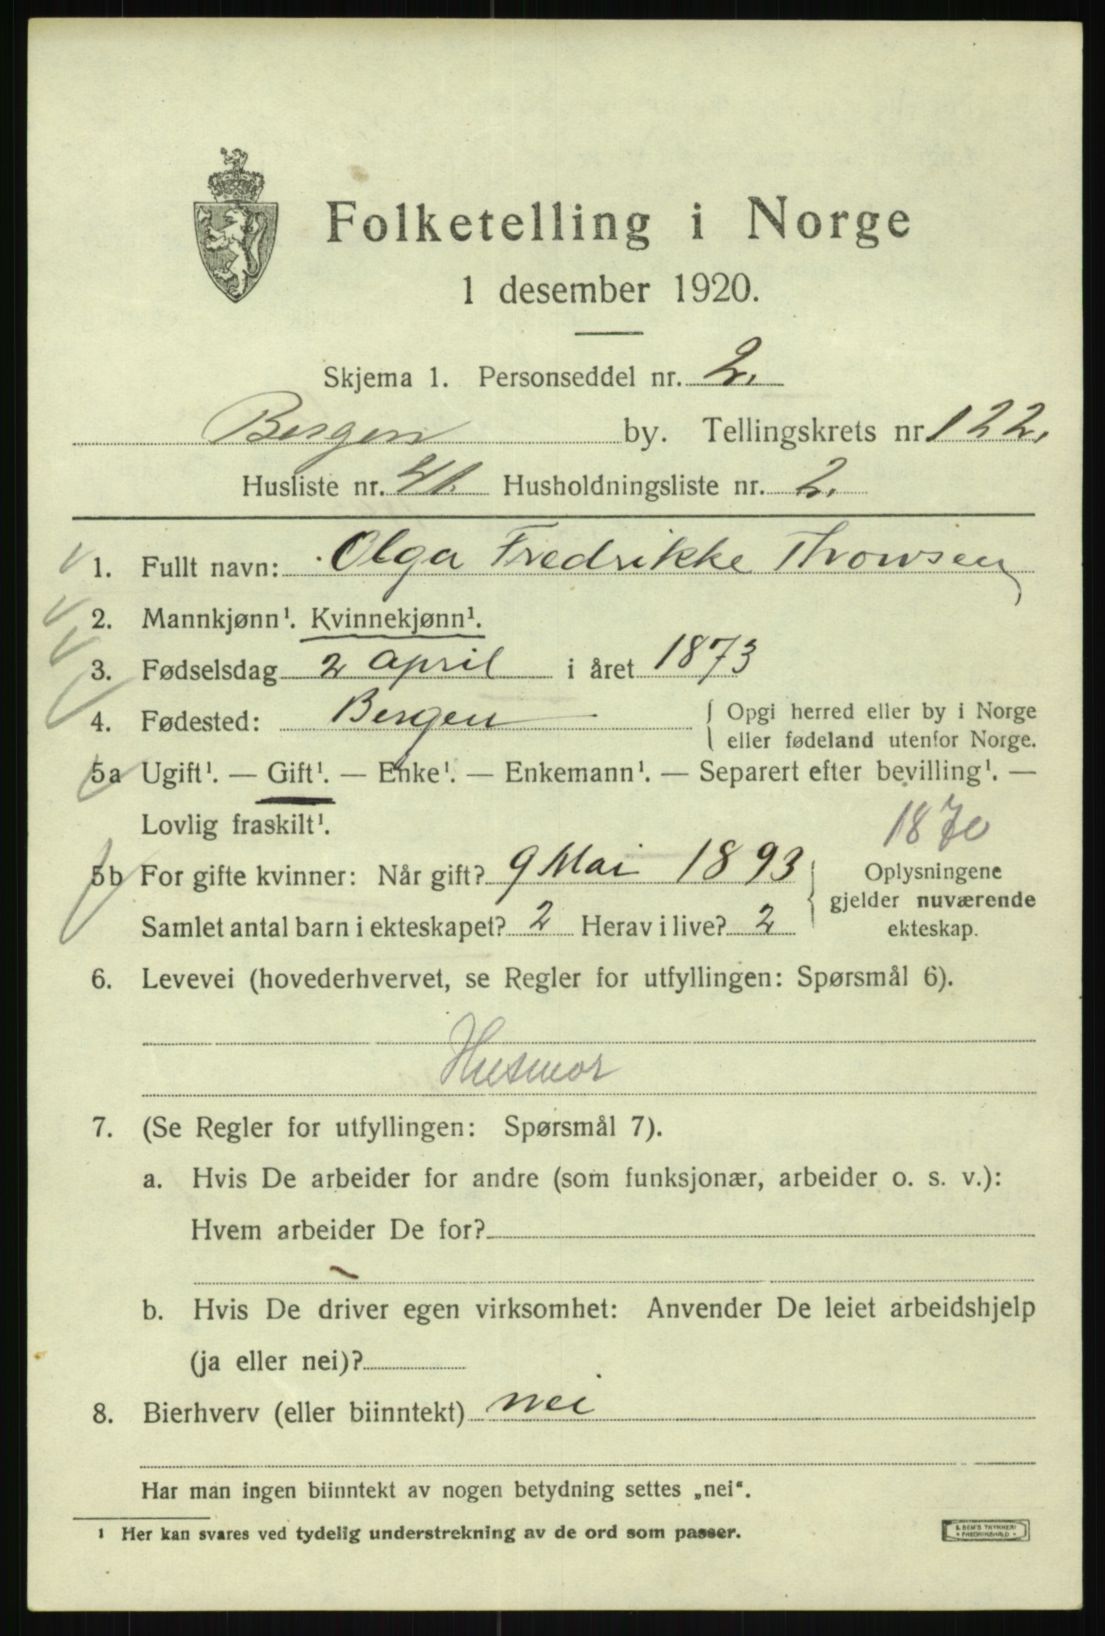 Folketelling i Norge
1 desember 1920.
Skjema 1. Personseddel nr. 2.
Bergen by. Tellingskrets nr 122.
Husliste nr. 41. Husholdningsliste nr. 2.
1. Fullt navn: Olga Fredrikke Thowsen
2. Mannkjønn¹. Kvinnekjønn¹.
3. Fødselsdag 2 april i året 1873
4. Fødested: Bergen { Opgi herred eller by i Norge
eller fødeland utenfor Norge.
5a Ugift¹. — Gift¹. — Enke¹. — Enkemann¹. — Separert efter bevilling¹. —
Lovlig fraskilt¹.
1870
5b For gifte kvinner: Når gift? 9 Mai 1893
Samlet antal barn i ekteskapet? 2 Herav i live? 2
Oplysningene
gjelder nuværende
ekteskap.
6. Levevei (hovederhvervet, se Regler for utfyllingen: Spørsmål 6).
Husmor
7. (Se Regler for utfyllingen: Spørsmål 7).
a. Hvis De arbeider for andre (som funksjonær, arbeider o. s. v.):
Hvem arbeider De for?
b. Hvis De driver egen virksomhet: Anvender De leiet arbeidshjelp
(ja eller nei)?
8. Bierhverv (eller biinntekt) nei
Har man ingen biinntekt av nogen betydning settes „nei“.
¹ Her kan svares ved tydelig understrekning av de ord som passer.